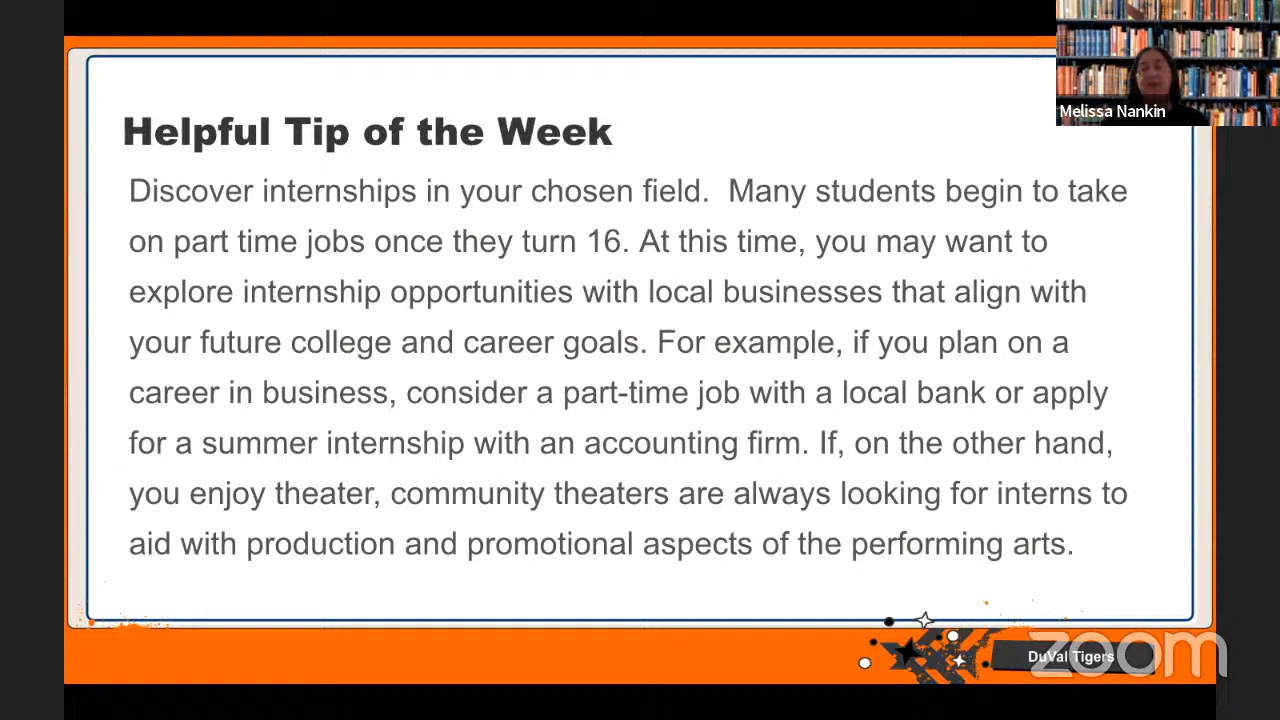 Melissa Nankin
Helpful Tip of the Week
Discover internships in your chosen field.  Many students begin to take
on part time jobs once they turn 16. At this time, you may want to
explore internship opportunities with local businesses that align with
your future college and career goals. For example, if you plan on a
career in business, consider a part-time job with a local bank or apply
for a summer internship with an accounting firm. If, on the other hand,
you enjoy theater, community theaters are always looking for interns to
aid with production and promotional aspects of the performing arts.
DuVal Tigers
zoom